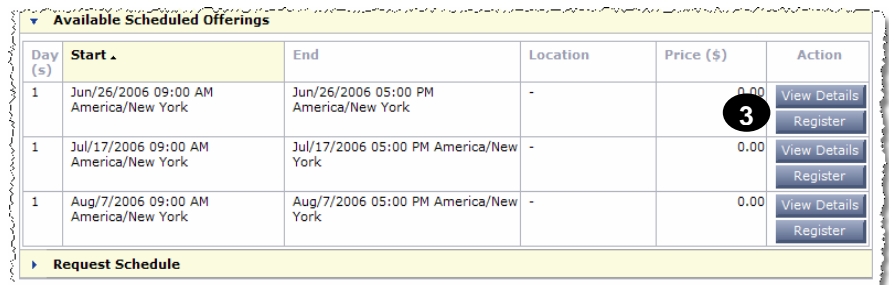 Available Scheduled Offerings
Day (s) Start End Location Price ($) Action
1 Jun/26/2006 09:00 AM America/New York Jun/26/2006 05:00 PM America/New York - 0.00 View Details
3 Register
1 Jul/17/2006 09:00 AM America/New York Jul/17/2006 05:00 PM America/New York - 0.00 View Details
Register
1 Aug/7/2006 09:00 AM America/New York Aug/7/2006 05:00 PM America/New York - 0.00 View Details
Register
Request Schedule